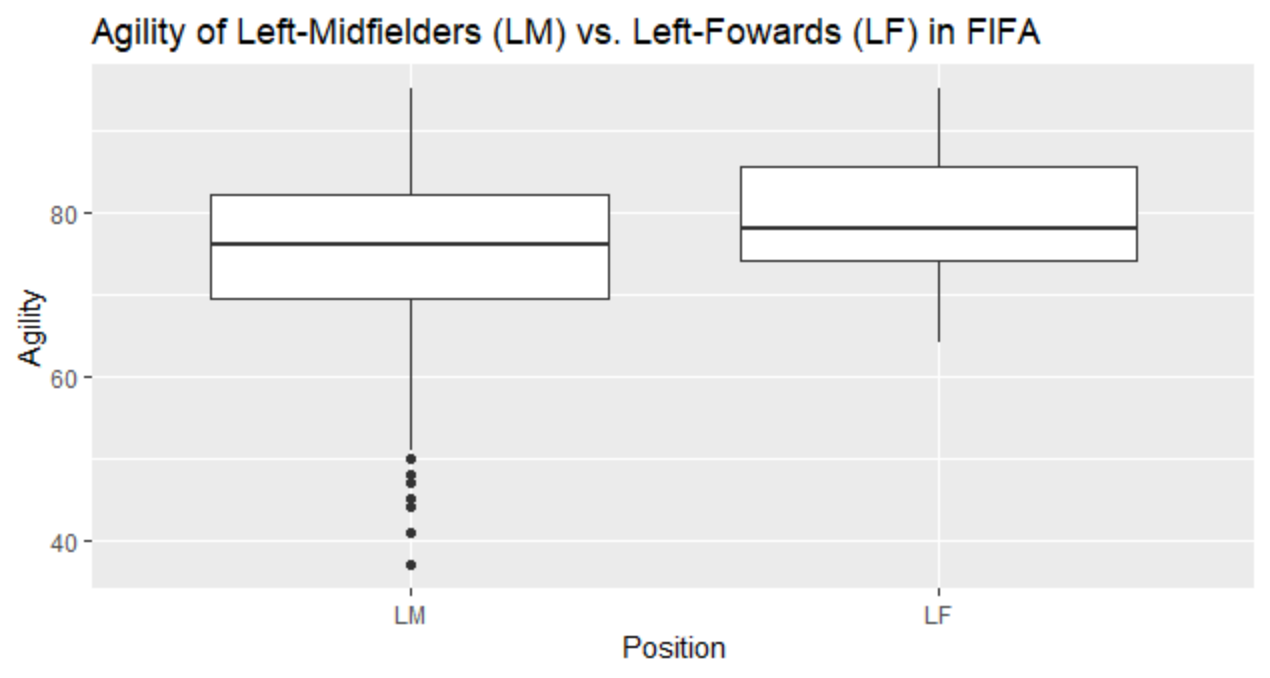 Agility of Left-Midfielders (LM) vs. Left-Fowards (LF) in FIFA
Agility
80
60
40
LM
LF
Position